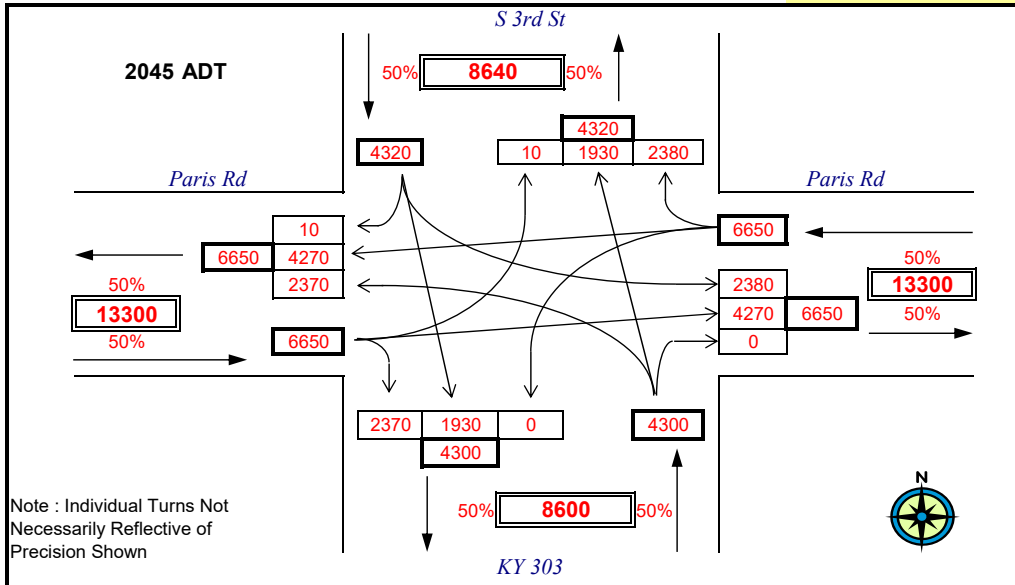 S 3rd St
2045 ADT
50% 8640 50%
4320
4320
10 1930 2380
Paris Rd
Paris Rd
10
6650
6650 4270
50%
2370
2380
50%
13300
13300
4270 6650
50%
50%
6650
0
2370 1930 0
4300
4300
N
Note : Individual Turns Not
Necessarily Reflective of
Precision Shown
50% 8600 50%
KY 303